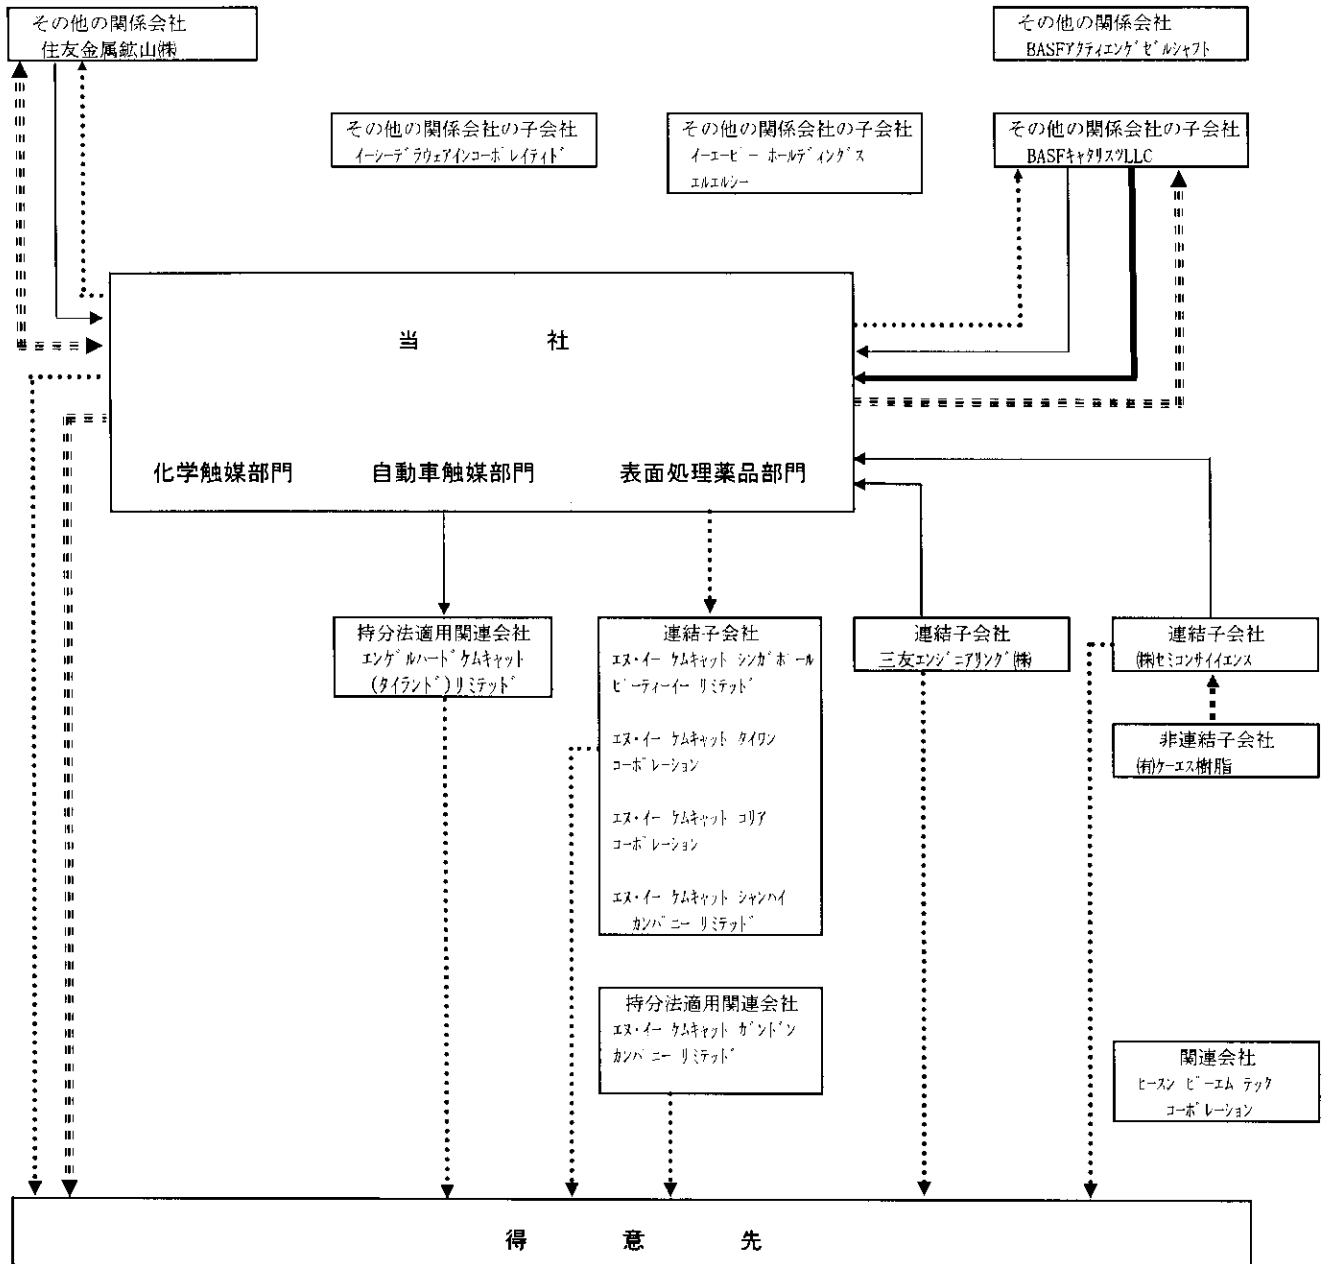 その他の関係会社
住友金属鉱山㈱
その他の関係会社
BASFアクティエンゲゼルシャフト
その他の関係会社の子会社
イーシーデラウェアインコーポレイティド
その他の関係会社の子会社
イーエービー ホールディングス
エルエルシー
その他の関係会社の子会社
BASFキャタリスツLLC
当 社
化学触媒部門 自動車触媒部門 表面処理薬品部門
持分法適用関連会社
エンゲルハードケムキャット
(タイランド)リミテッド
連結子会社
エヌ・イー ケムキャット シンガポール
ピーティーイー リミテッド
エヌ・イー ケムキャット タイワン
コーポレーション
エヌ・イー ケムキャット コリア
コーポレーション
エヌ・イー ケムキャット シャンハイ
カンパニー リミテッド
連結子会社
三友エンジニアリング㈱
連結子会社
㈱セミコンサイイエンス
非連結子会社
㈲ケーエス樹脂
持分法適用関連会社
エヌ・イー ケムキャット ガンドン
カンパニー リミテッド
関連会社
ヒースン ピーエム テック
コーポレーション
得 意 先